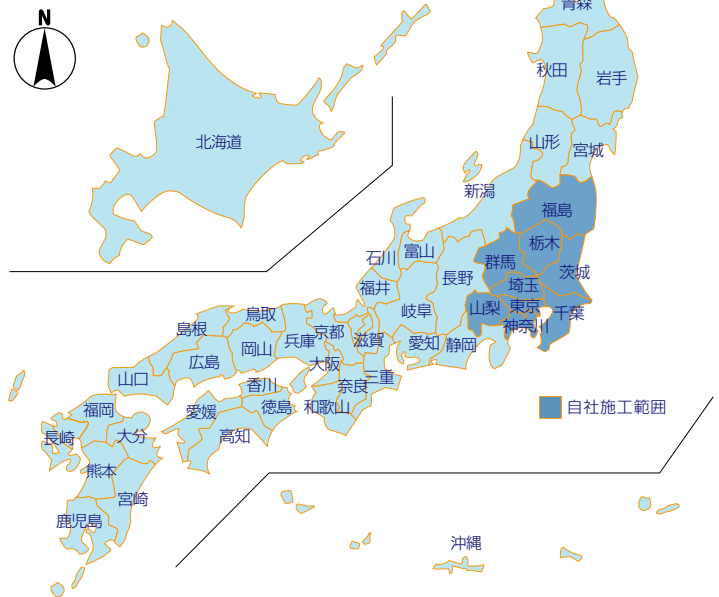 N
青森
秋田
岩手
北海道
山形
宮城
新潟
福島
栃木
石川
富山
群馬
長野
茨城
福井
埼玉
岐阜
山梨
東京
千葉
鳥取
神奈川
島根
京都
兵庫
滋賀
愛知
静岡
岡山
広島
大阪
山口
香川
奈良
三重
福岡
愛媛
徳島
和歌山
自社施工範囲
長崎
大分
高知
熊本
宮崎
鹿児島
沖縄